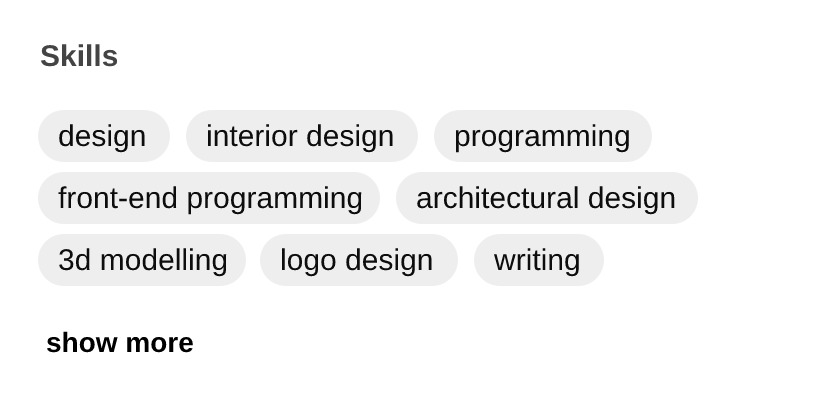 Skills
design interior design programming
front-end programming architectural design
3d modelling logo design writing
show more